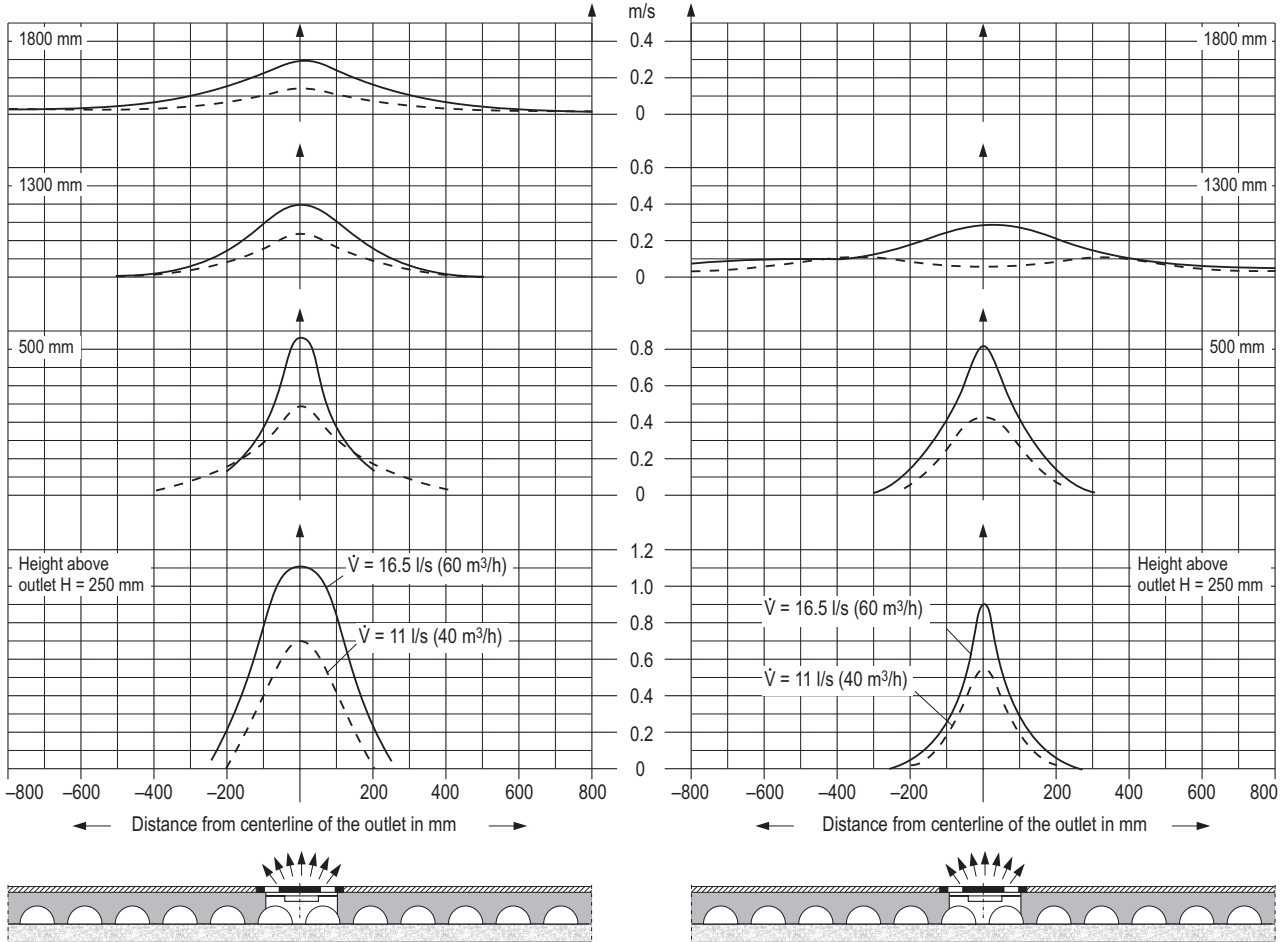 m/s
1800 mm
0.4
1800 mm
0.2
0
0.6
1300 mm
1300 mm
0.4
0.2
0
500 mm
0.8
500 mm
0.6
0.4
0.2
0
1.2
Height above
outlet H = 250 mm
V̇ = 16.5 l/s (60 m³/h)
1.0
Height above
outlet H = 250 mm
V̇ = 16.5 l/s (60 m³/h)
0.8
V̇ = 11 l/s (40 m³/h)
0.6
V̇ = 11 l/s (40 m³/h)
0.4
0.2
0
–800 –600 –400 –200 200 400 600 –800 –600 –400 –200 200 400 600 800
Distance from centerline of the outlet in mm
Distance from centerline of the outlet in mm